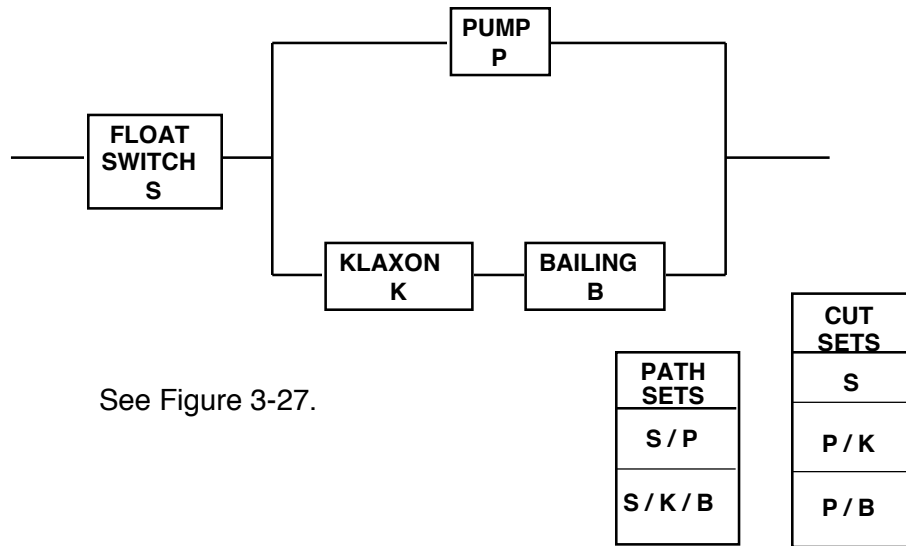 PUMP
P
FLOAT
SWITCH
S
KLAXON
K
BAILING
B
See Figure 3-27.
PATH
SETS
S / P
S / K / B
CUT
SETS
S
P / K
P / B